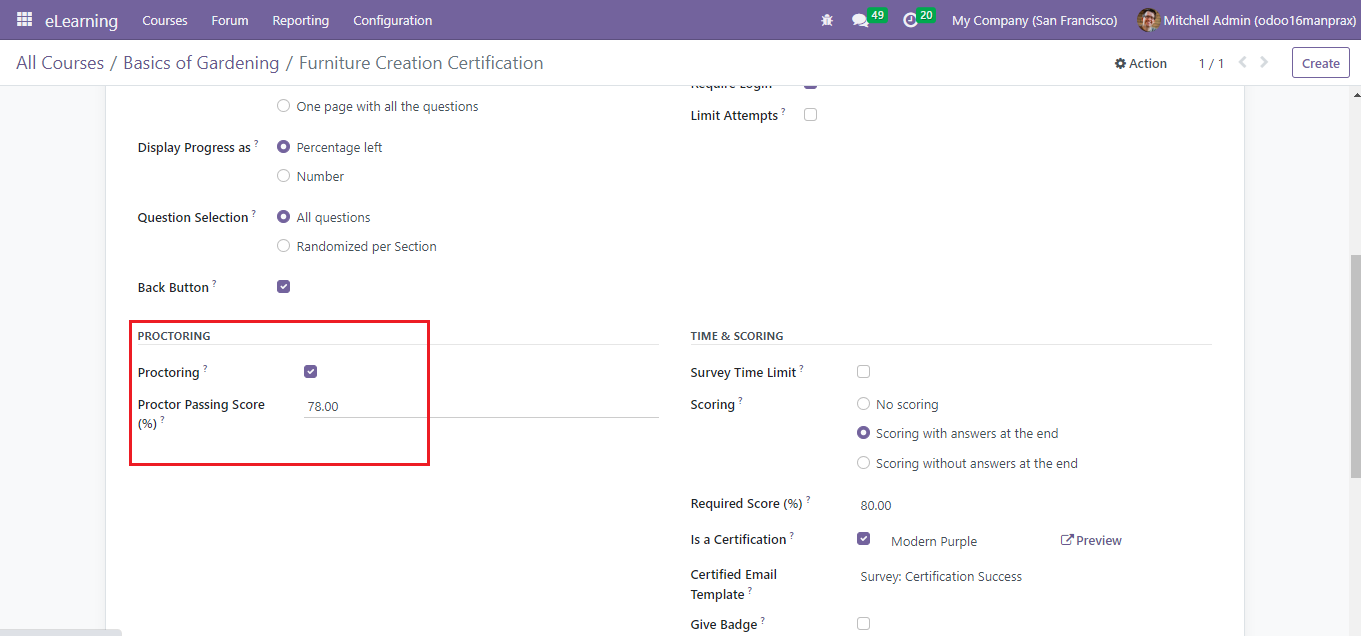 eLearning Courses Forum Reporting Configuration 49 20 My Company (San Francisco) Mitchell Admin (odoo16manprax)
All Courses / Basics of Gardening / Furniture Creation Certification Action 1 / 1 Create
Require Login
One page with all the questions
Limit Attempts ?
Display Progress as ? Percentage left
Number
Question Selection ? All questions
Randomized per Section
Back Button ?
PROCTORING
Proctoring ?
Proctor Passing Score
(%) ? 78.00
TIME & SCORING
Survey Time Limit ?
Scoring ? No scoring
Scoring with answers at the end
Scoring without answers at the end
Required Score (%) ? 80.00
Is a Certification ? Modern Purple Preview
Certified Email
Template ? Survey: Certification Success
Give Badge ?